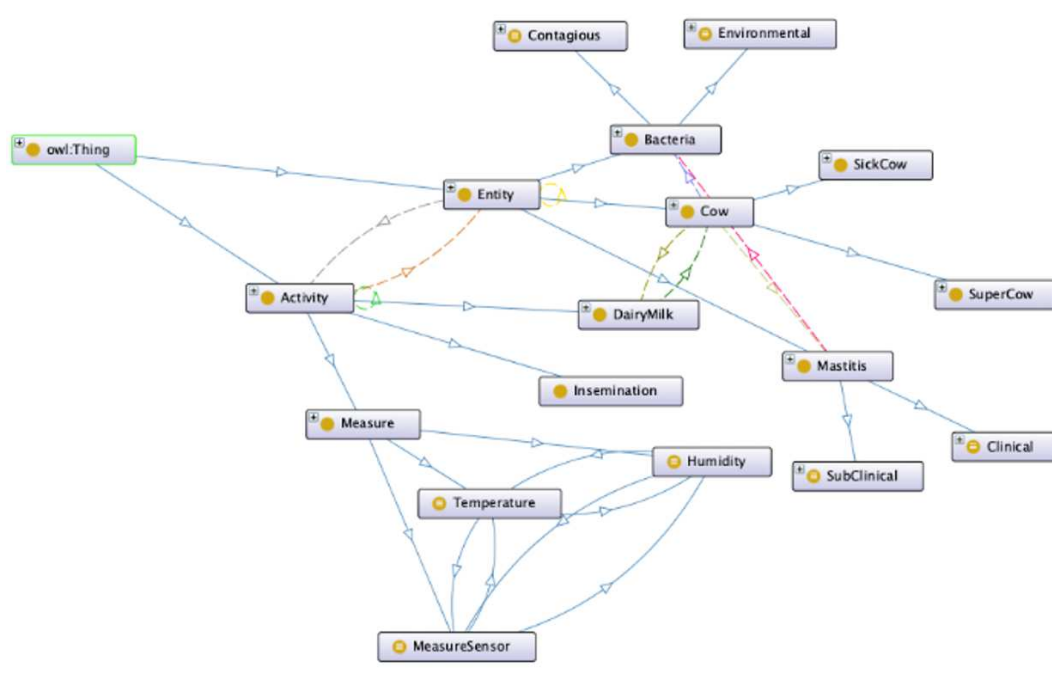 Contagious
Environmental
owl:Thing
Bacteria
SickCow
Entity
Cow
Activity
SuperCow
DairyMilk
Mastitis
Insemination
Measure
Clinical
Humidity
SubClinical
Temperature
MeasureSensor